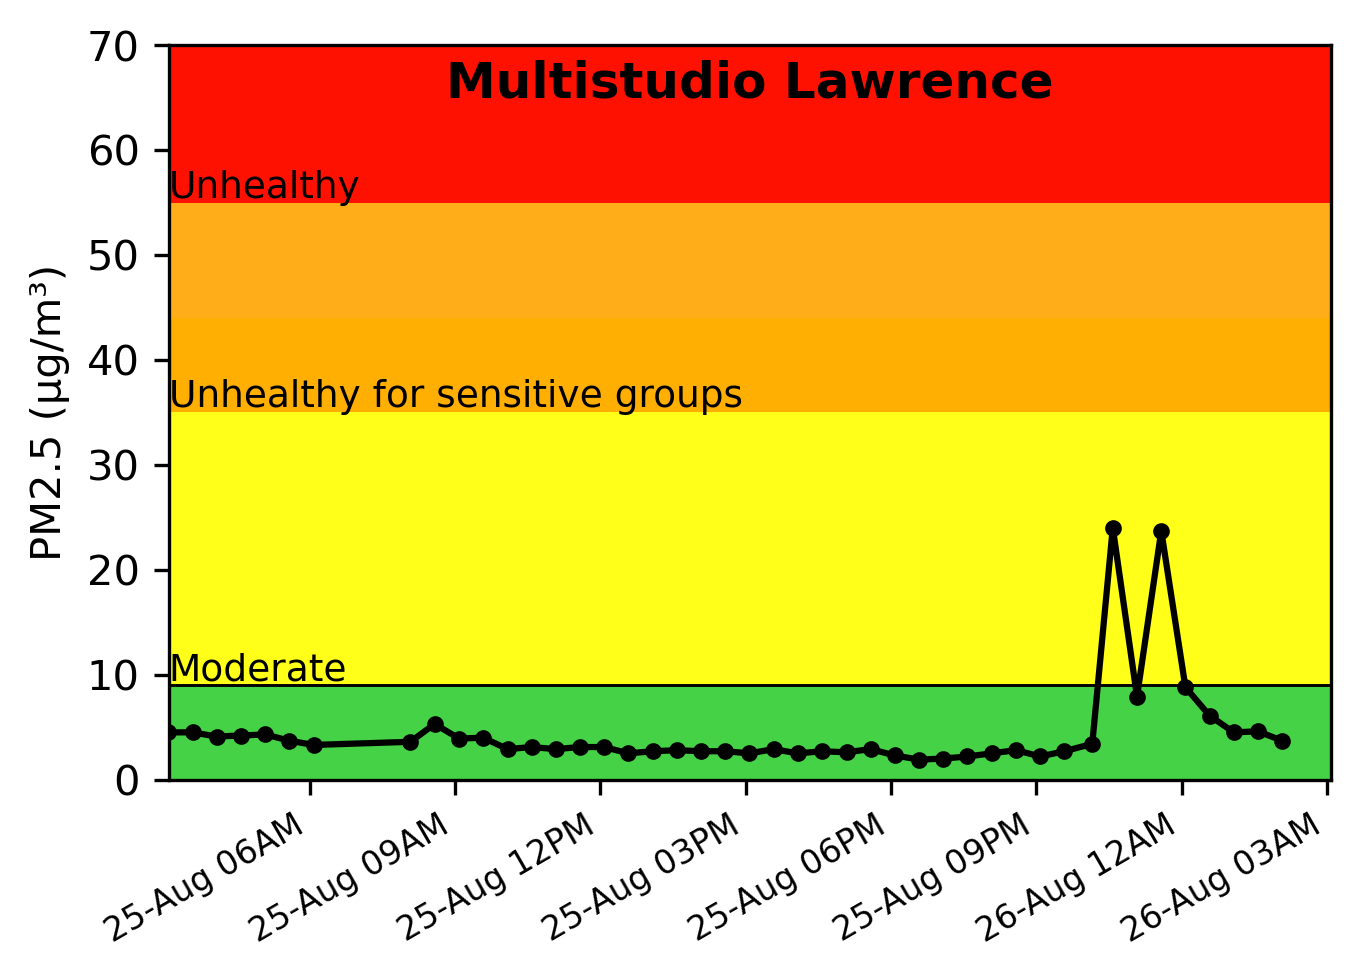 Multistudio Lawrence
PM2.5 (µg/m³)
70
60
50
40
30
20
10
0
Unhealthy
Unhealthy for sensitive groups
Moderate
25-Aug 06AM
25-Aug 09AM
25-Aug 12PM
25-Aug 03PM
25-Aug 06PM
25-Aug 09PM
26-Aug 12AM
26-Aug 03AM